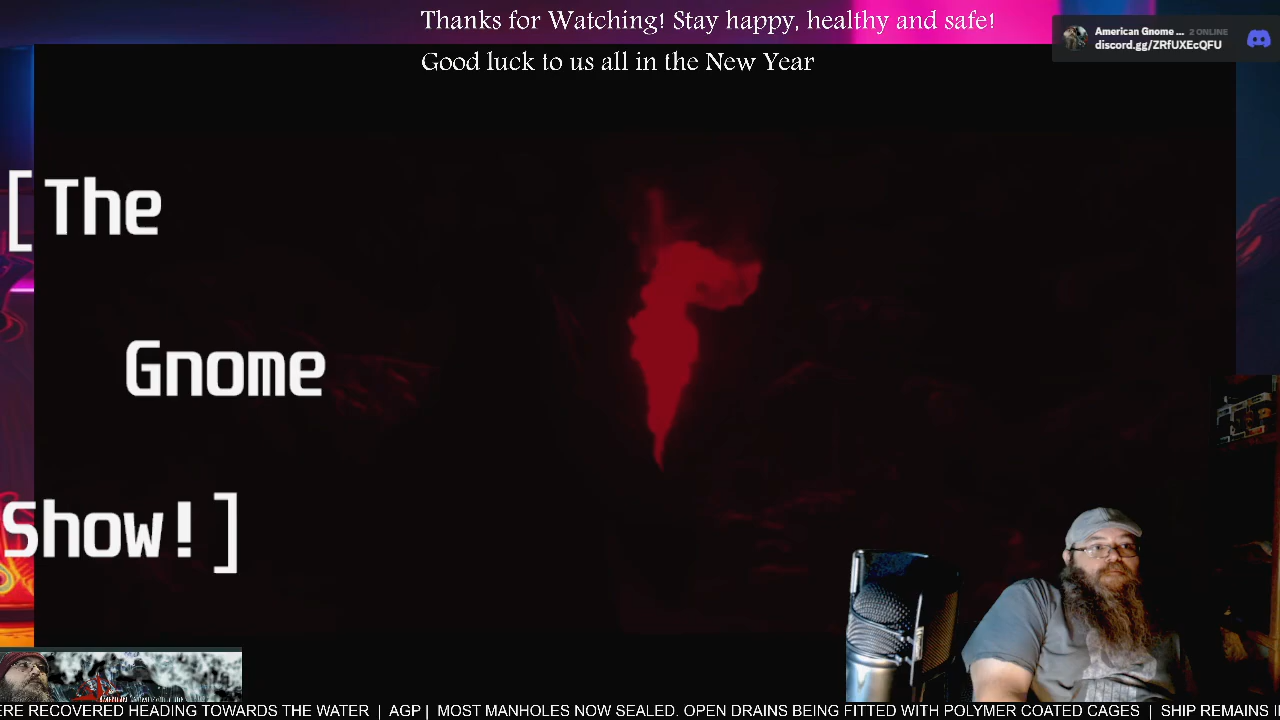 Thanks for Watching! Stay happy, healthy and safe!
American Gnome ... 2 ONLINE
discord.gg/ZRfUXEcQFU
Good luck to us all in the New Year
[The
Gnome
Show!]
ERE RECOVERED HEADING TOWARDS THE WATER | AGP | MOST MANHOLES NOW SEALED. OPEN DRAINS BEING FITTED WITH POLYMER COATED CAGES | SHIP REMAINS